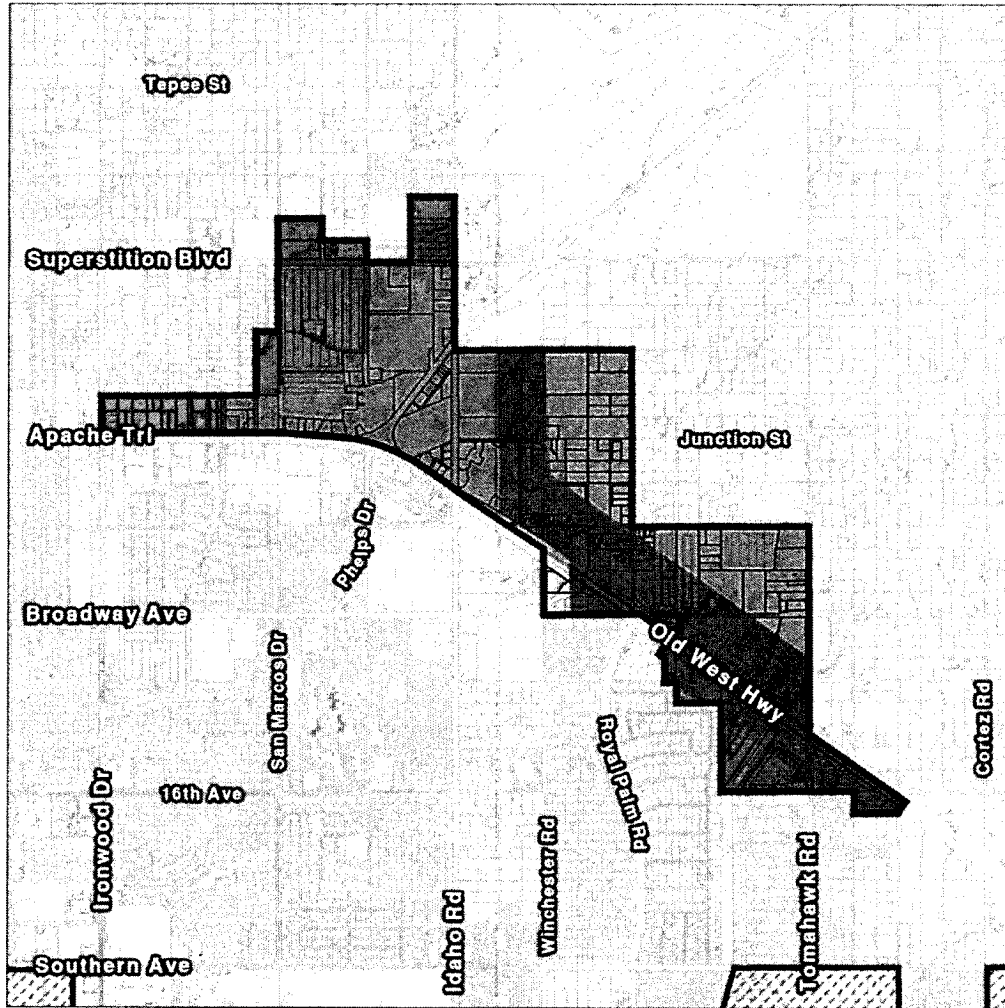 Tepee St
Superstition Blvd
Apache Trl
Junction St
Phelps Dr
Broadway Ave
San Marcos Dr
Old West Hwy
Royal Palm Rd
Cortez Rd
16th Ave
Ironwood Dr
Winchester Rd
Tomahawk Rd
Idaho Rd
Southern Ave